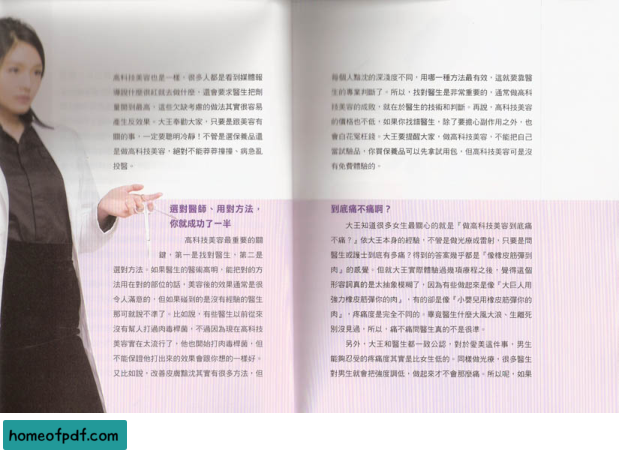 高科技美容也是一樣。很多人都是看到媒體報
導說什麼很紅就去做什麼，還會要求醫生把劑
量開到最高，這些欠缺考慮的做法其實很容易
產生反效果。大王奉勸大家，只要是跟美容有
關的事，一定要聰明冷靜！不管是選保養品還
是做高科技美容，絕對不能莽莽撞撞、病急亂
投醫。
選對醫師、用對方法，
你就成功了一半
高科技美容最重要的關
鍵，第一是找對醫生，第二是
選對方法。如果醫生的醫術高明，能把對的方
法用在對的部位的話，美容後的效果通常是很
令人滿意的，但如果碰到的是沒有經驗的醫生
那可就說不準了。比如說，有些醫生以前從來
沒有幫人打過肉毒桿菌，不過因為現在高科技
美容實在太流行了，他也開始打肉毒桿菌，但
不能保證他打出來的效果會跟你想的一樣好。
又比如說，改善皮膚黯沈其實有很多方法，但
每個人黯沈的深淺度不同，用哪一種方法最有效，這就要靠醫
生的專業判斷了。所以，找對醫生是非常重要的，通常做高科
技美容的成敗，就在於醫生的技術和判斷。再說，高科技美容
的價格也不低，如果你找錯醫生，除了要擔心副作用之外，也
會白花冤枉錢。大王要提醒大家，做高科技美容，不能把自己
當試驗品，你買保養品可以先拿試用包，但高科技美容可是沒
有免費體驗的。
到底痛不痛啊？
大王知道很多女生最關心的就是「做高科技美容到底痛
不痛？」依大王本身的經驗，不管是做光療或雷射，只要是問
醫生或護士到底有多痛？得到的答案幾乎都是「像橡皮筋彈到
肉」的感覺，但就大王實際體驗過幾項療程之後，覺得這個
形容詞真的是太抽象模糊了，因為有些做起來是像「大巨人用
強力橡皮筋彈你的肉」，有的卻是像「小嬰兒用橡皮筋彈你的
肉」，疼痛度是完全不同的。畢竟醫生什麼大風大浪、生離死
別沒見過，所以，痛不痛問醫生真的不是很準。
另外，大王和醫生都一致公認，對於愛美這件事，男生
能夠忍受的疼痛度其實是比女生低的。同樣做光療，很多醫生
對男生就會把強度調低，做起來才不會那麼痛。所以呢，如果
homeofpdf.com